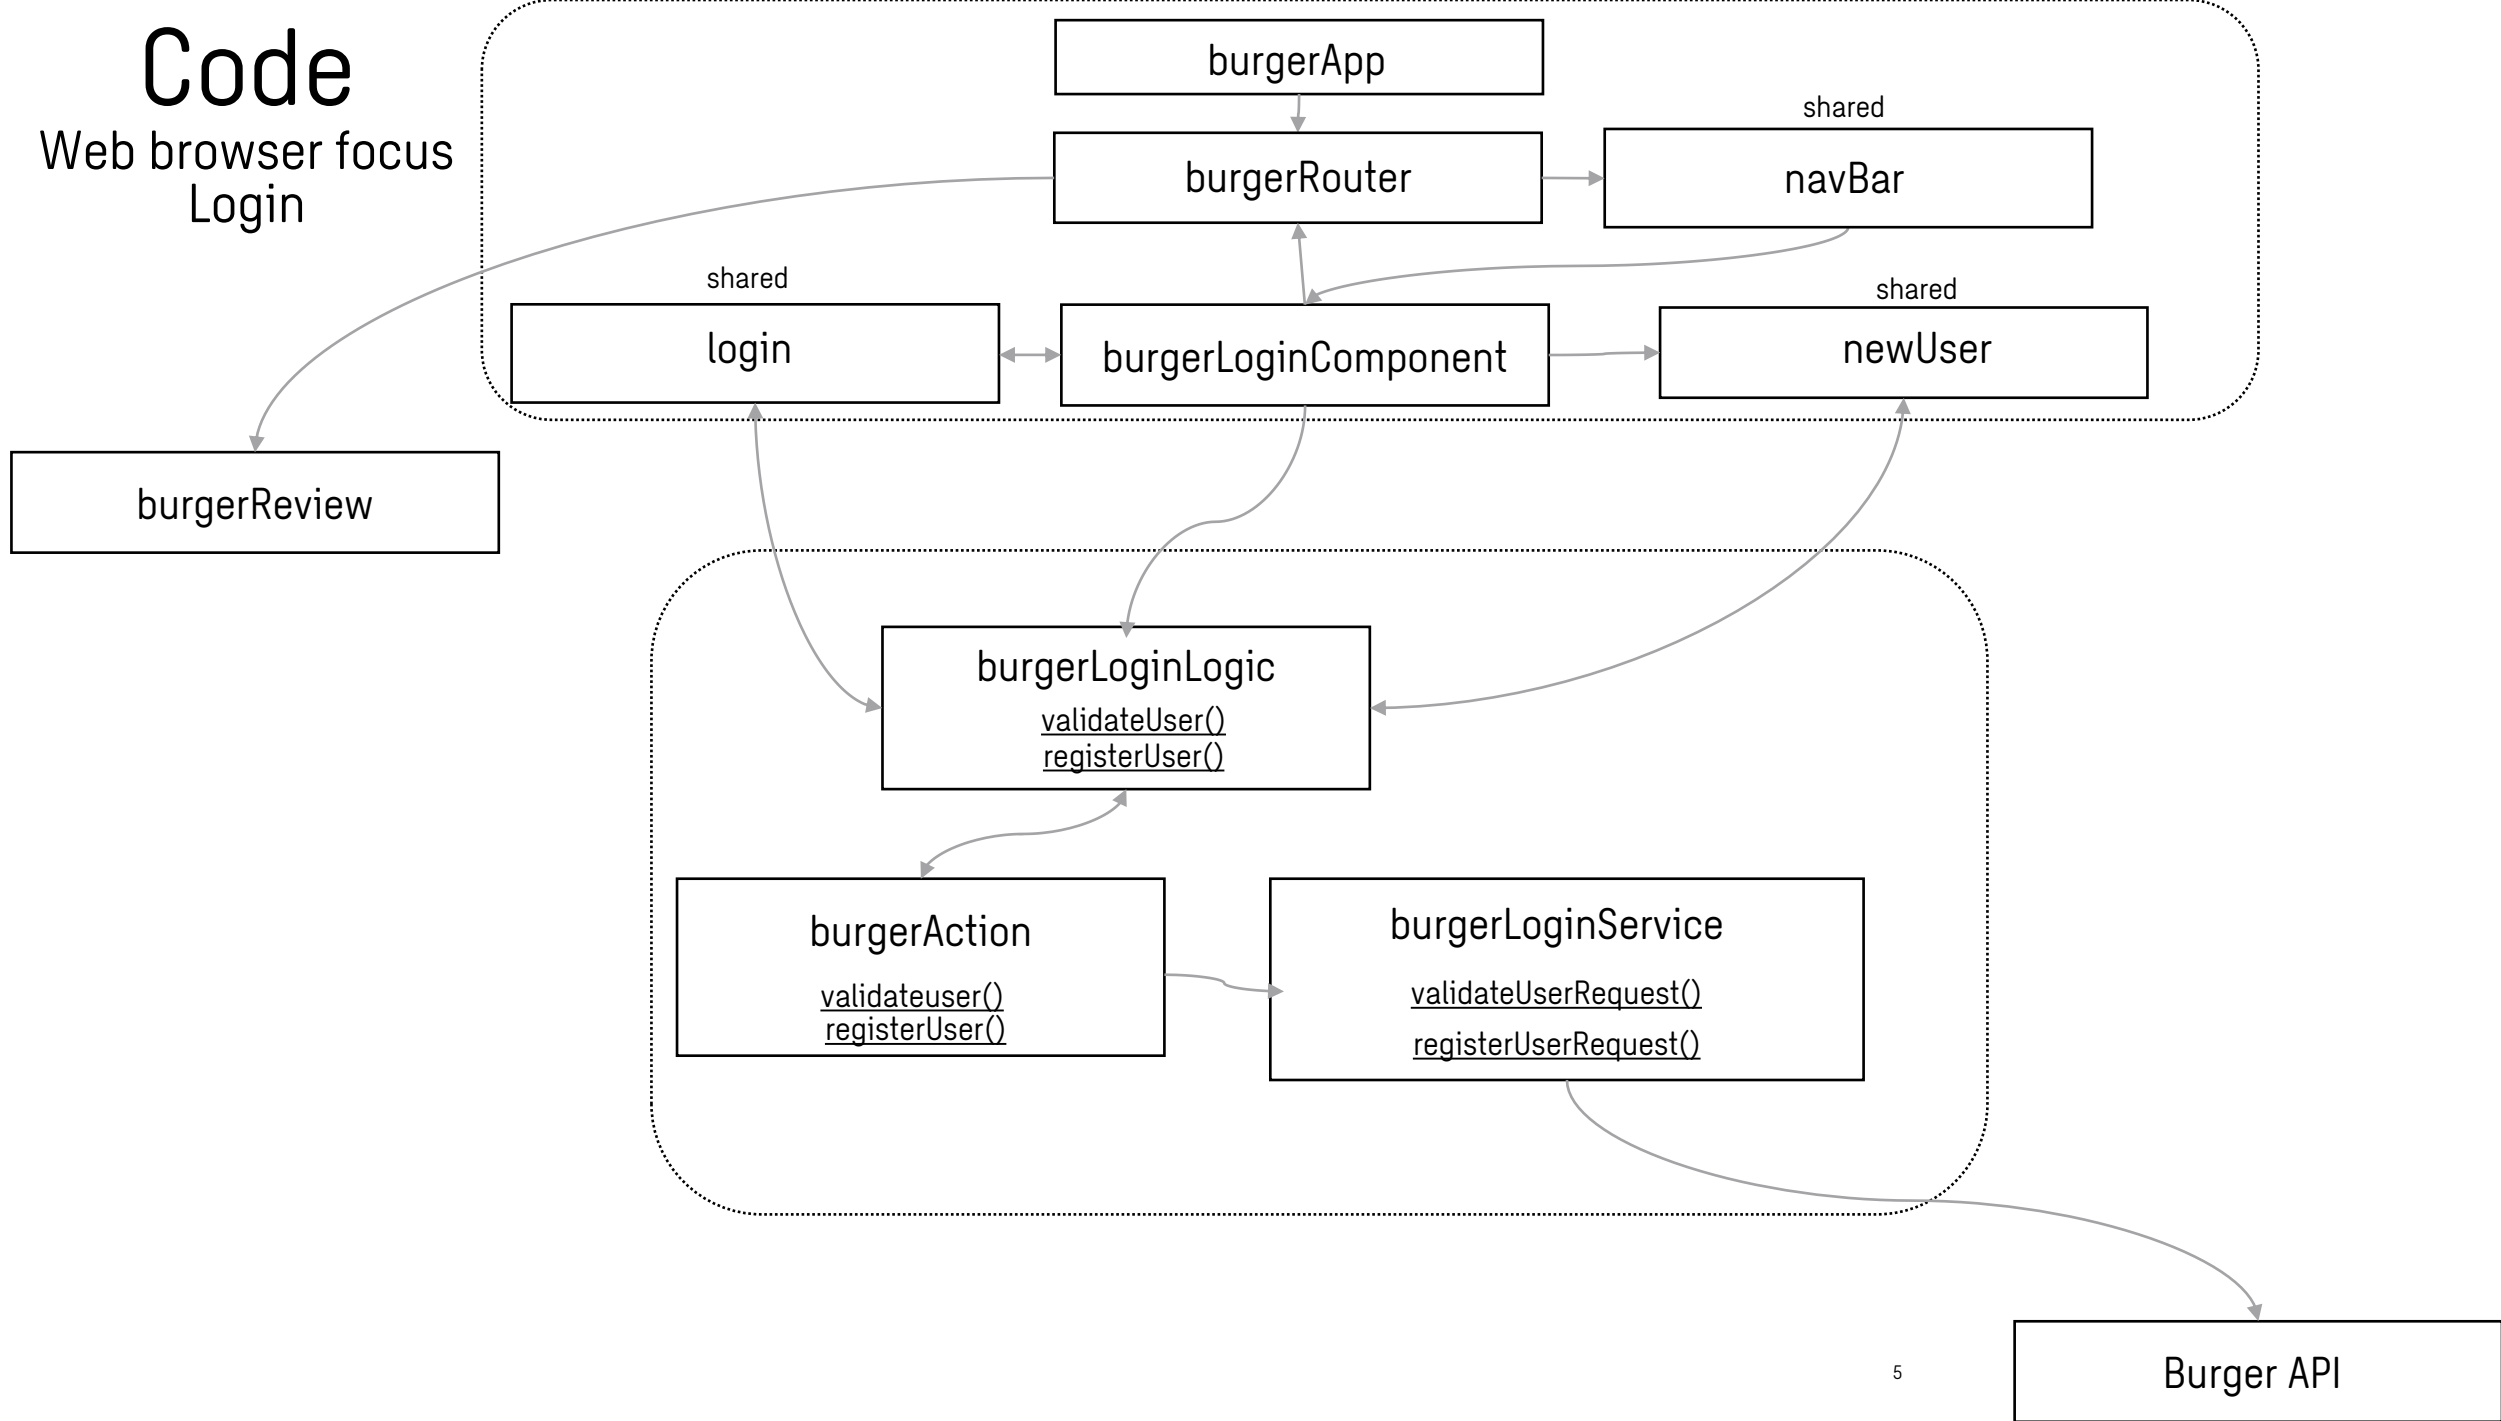 Code
Web browser focus
Login
burgerApp
shared
burgerRouter
navBar
shared
shared
login
burgerLoginComponent
newUser
burgerReview
burgerLoginLogic
validateUser()
registerUser()
burgerAction
validateuser()
registerUser()
burgerLoginService
validateUserRequest()
registerUserRequest()
5
Burger API